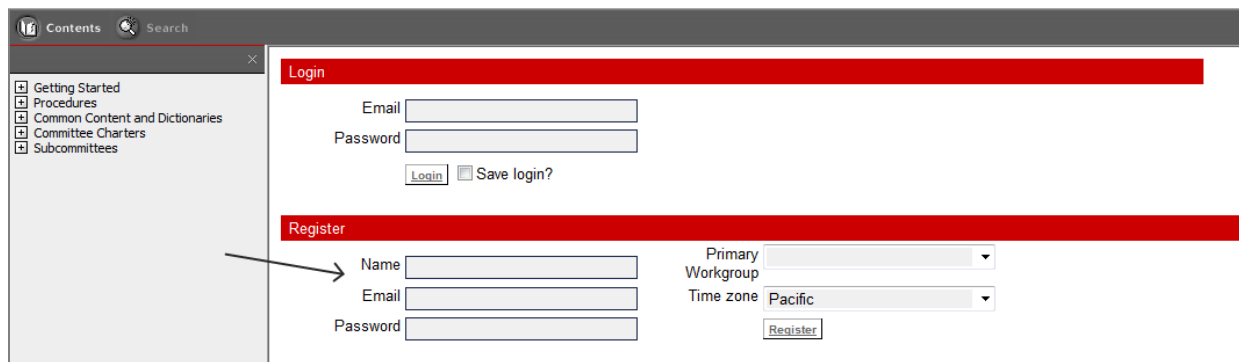 Contents Search
Getting Started
Procedures
Common Content and Dictionaries
Committee Charters
Subcommittees
Login
Email
Password
Login Save login?
Register
Name
Email
Password
Primary
Workgroup
Time zone Pacific
Register